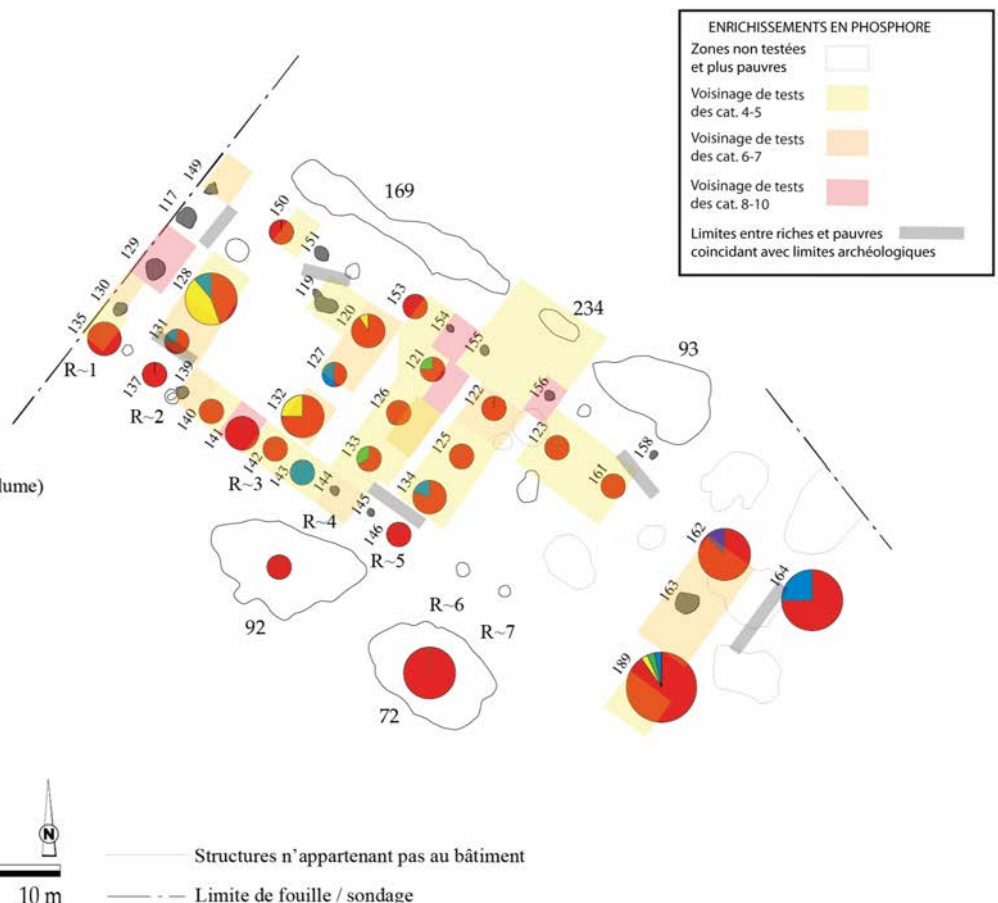 ENRICHISSEMENTS EN PHOSPHORE
Zones non testées
et plus pauvres
Voisinage de tests
des cat. 4-5
Voisinage de tests
des cat. 6-7
Voisinage de tests
des cat. 8-10
Limites entre riches et pauvres
coincidant avec limites archéologiques
149
117
129
130
135
128
131
139
137
R~1
R~2
150
151
169
119
120
127
153
154
155
234
93
121
126
122
156
123
158
161
132
140
141
142
143
144
133
125
134
145
146
R~3
R~4
R~5
R~6
R~7
92
72
162
163
164
189
lume)
N
10 m
Structures n'appartenant pas au bâtiment
Limite de fouille / sondage